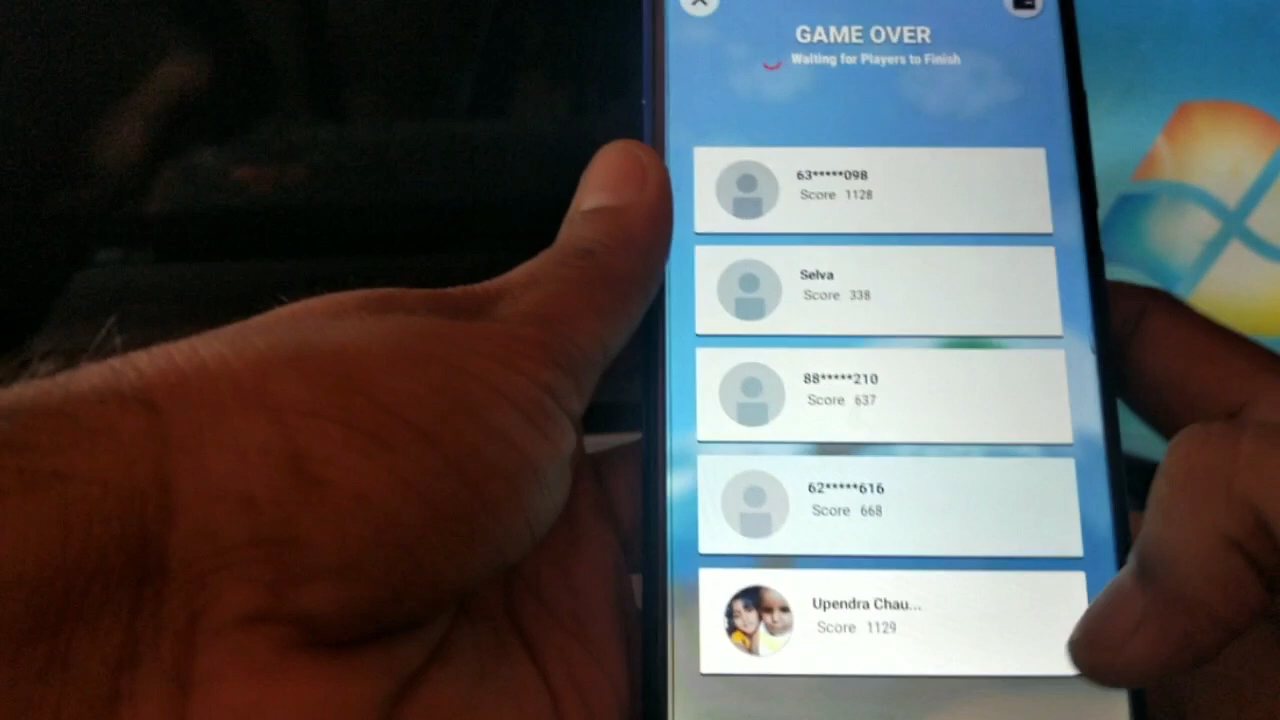 GAME OVER
Waiting for Players to Finish
63*****098
Score 1128
Selva
Score 338
88*****210
Score 637
62*****616
Score 668
Upendra Chau...
Score 1129